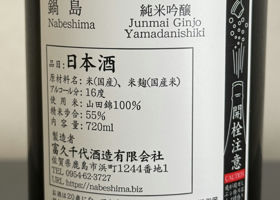 鍋島
Nabeshima
純米吟醸
Junmai Ginjo
Yamadanishiki
品目:日本酒
原材料名:米(国産)、米麹(国産米)
アルコール分:16度
使用米:山田錦100%
精米歩合:55%
内容量:720ml
製造者
富久千代酒造有限会社
佐賀県鹿島市浜町1244番地1
TEL 0954-62-3727
URL https://nabeshima.biz
開栓注意
CAUTION